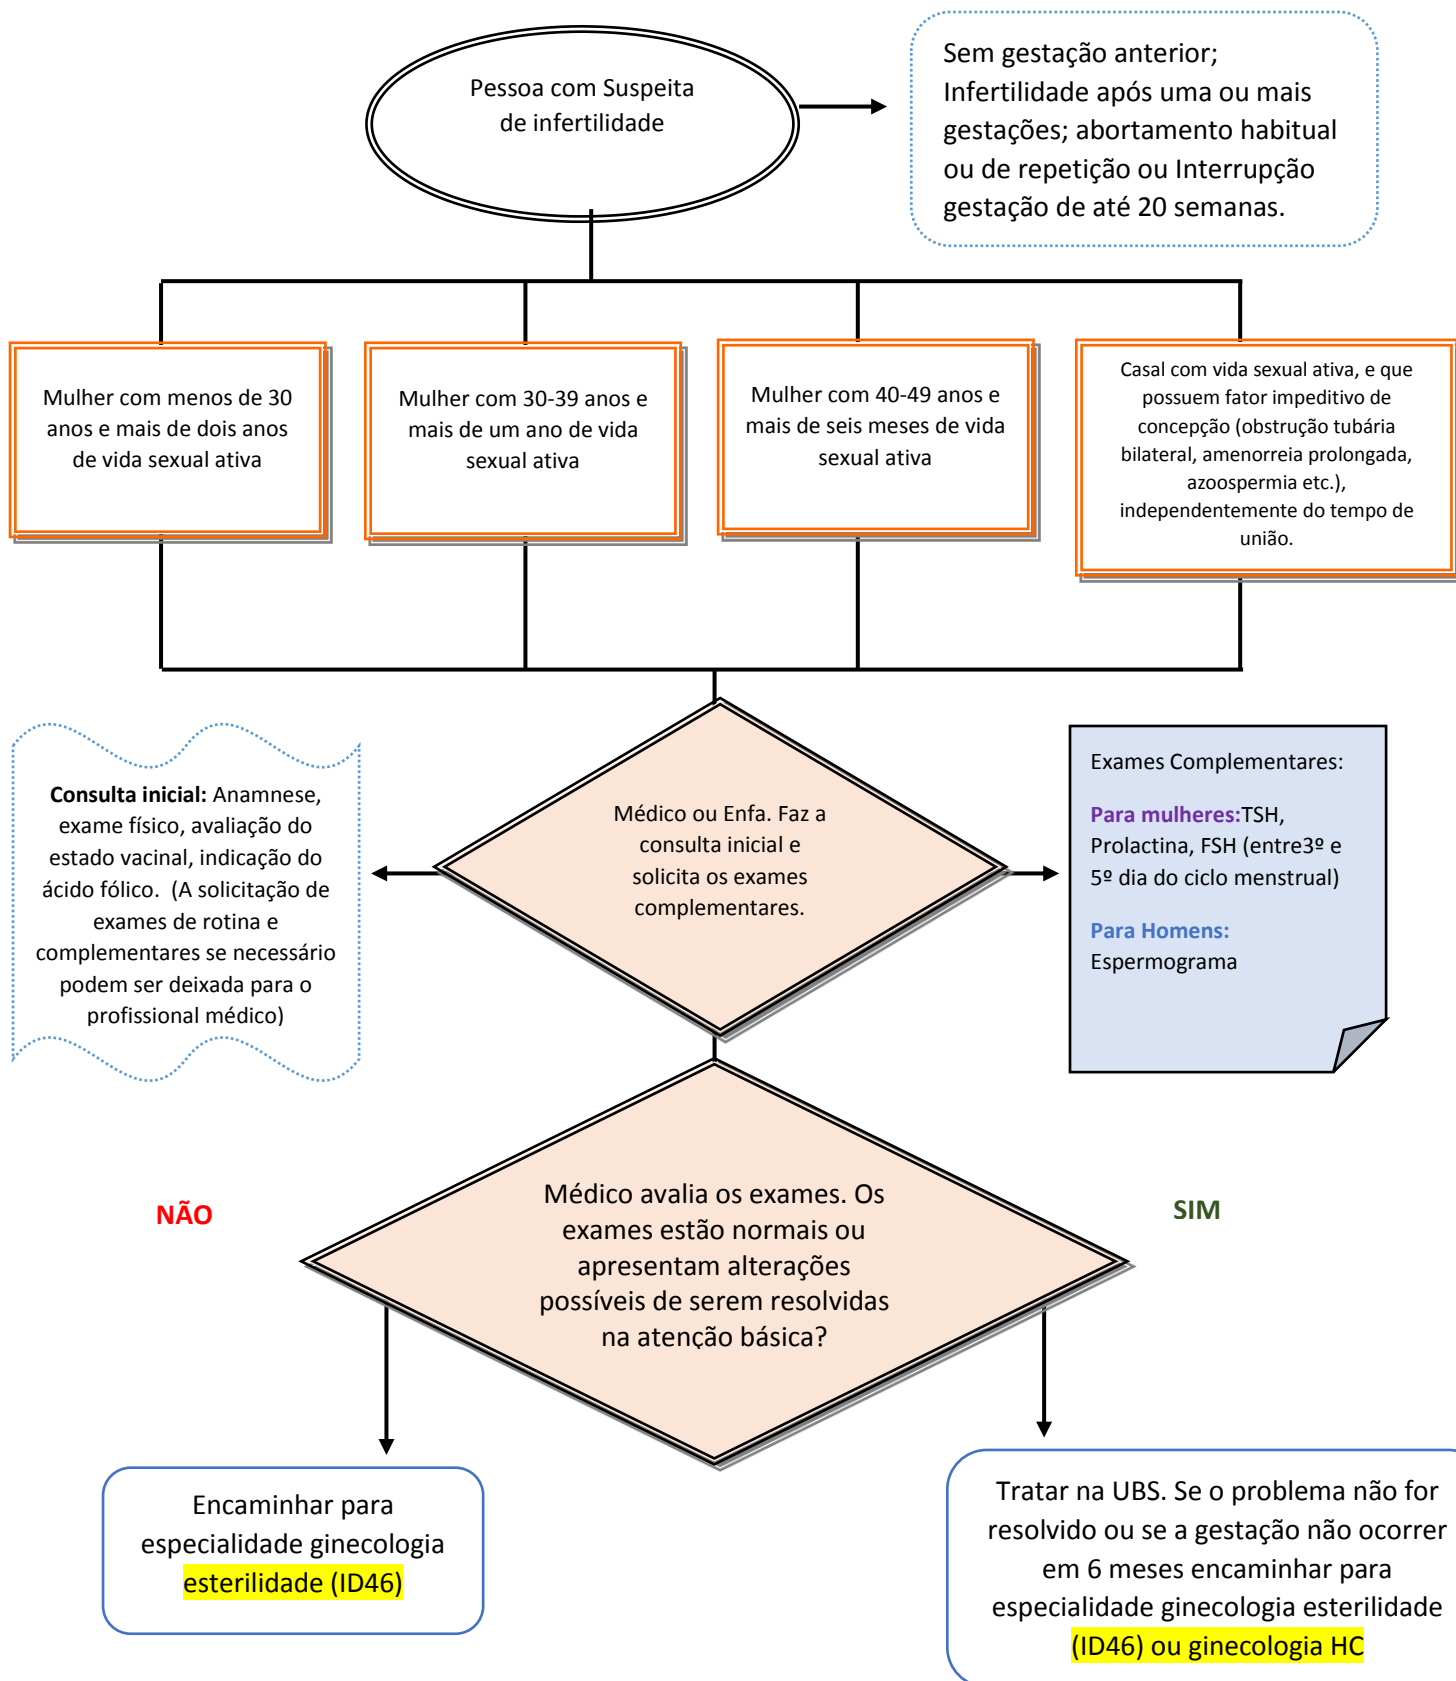 Pessoa com Suspeita
de infertilidade
Sem gestação anterior;
Infertilidade após uma ou mais
gestações; abortamento habitual
ou de repetição ou Interrupção
gestação de até 20 semanas.
Mulher com menos de 30
anos e mais de dois anos
de vida sexual ativa
Mulher com 30-39 anos e
mais de um ano de vida
sexual ativa
Mulher com 40-49 anos e
mais de seis meses de vida
sexual ativa
Casal com vida sexual ativa, e que
possuem fator impeditivo de
concepção (obstrução tubária
bilateral, amenorreia prolongada,
azoospermia etc.),
independentemente do tempo de
união.
Consulta inicial: Anamnese,
exame físico, avaliação do
estado vacinal, indicação do
ácido fólico. (A solicitação de
exames de rotina e
complementares se necessário
podem ser deixada para o
profissional médico)
Médico ou Enfa. Faz a
consulta inicial e
solicita os exames
complementares.
Exames Complementares:
Para mulheres:TSH,
Prolactina, FSH (entre3º e
5º dia do ciclo menstrual)
Para Homens:
Espermograma
NÃO
Médico avalia os exames. Os
exames estão normais ou
apresentam alterações
possíveis de serem resolvidas
na atenção básica?
SIM
Encaminhar para
especialidade ginecologia
esterilidade (ID46)
Tratar na UBS. Se o problema não for
resolvido ou se a gestação não ocorrer
em 6 meses encaminhar para
especialidade ginecologia esterilidade
(ID46) ou ginecologia HC